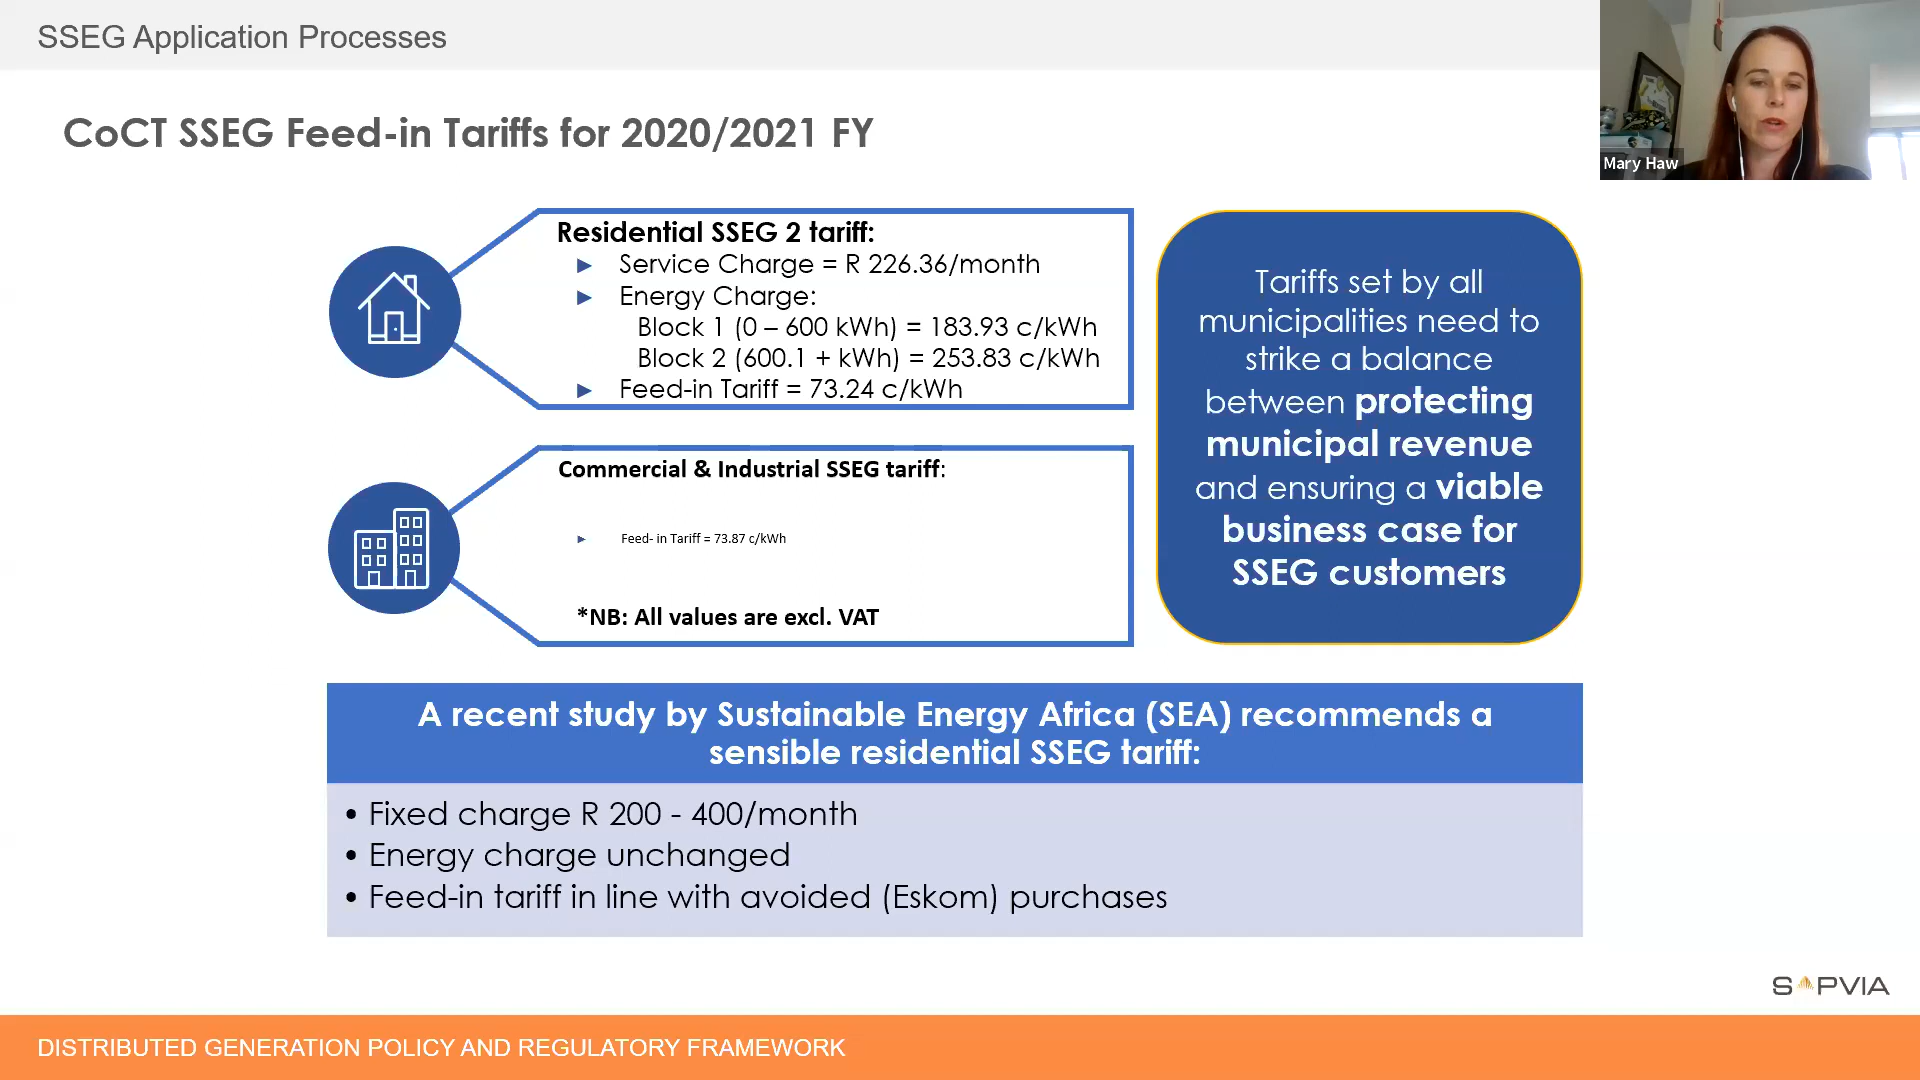 SSEG Application Processes
Mary Haw
CoCT SSEG Feed-in Tariffs for 2020/2021 FY
Residential SSEG 2 tariff:
► Service Charge = R 226.36/month
► Energy Charge:
Block 1 (0 – 600 kWh) = 183.93 c/kWh
Block 2 (600.1 + kWh) = 253.83 c/kWh
► Feed-in Tariff = 73.24 c/kWh
Commercial & Industrial SSEG tariff:
► Feed- in Tariff = 73.87 c/kWh
*NB: All values are excl. VAT
Tariffs set by all
municipalities need to
strike a balance
between protecting
municipal revenue
and ensuring a viable
business case for
SSEG customers
A recent study by Sustainable Energy Africa (SEA) recommends a
sensible residential SSEG tariff:
• Fixed charge R 200 - 400/month
• Energy charge unchanged
• Feed-in tariff in line with avoided (Eskom) purchases
SAPVIA
DISTRIBUTED GENERATION POLICY AND REGULATORY FRAMEWORK